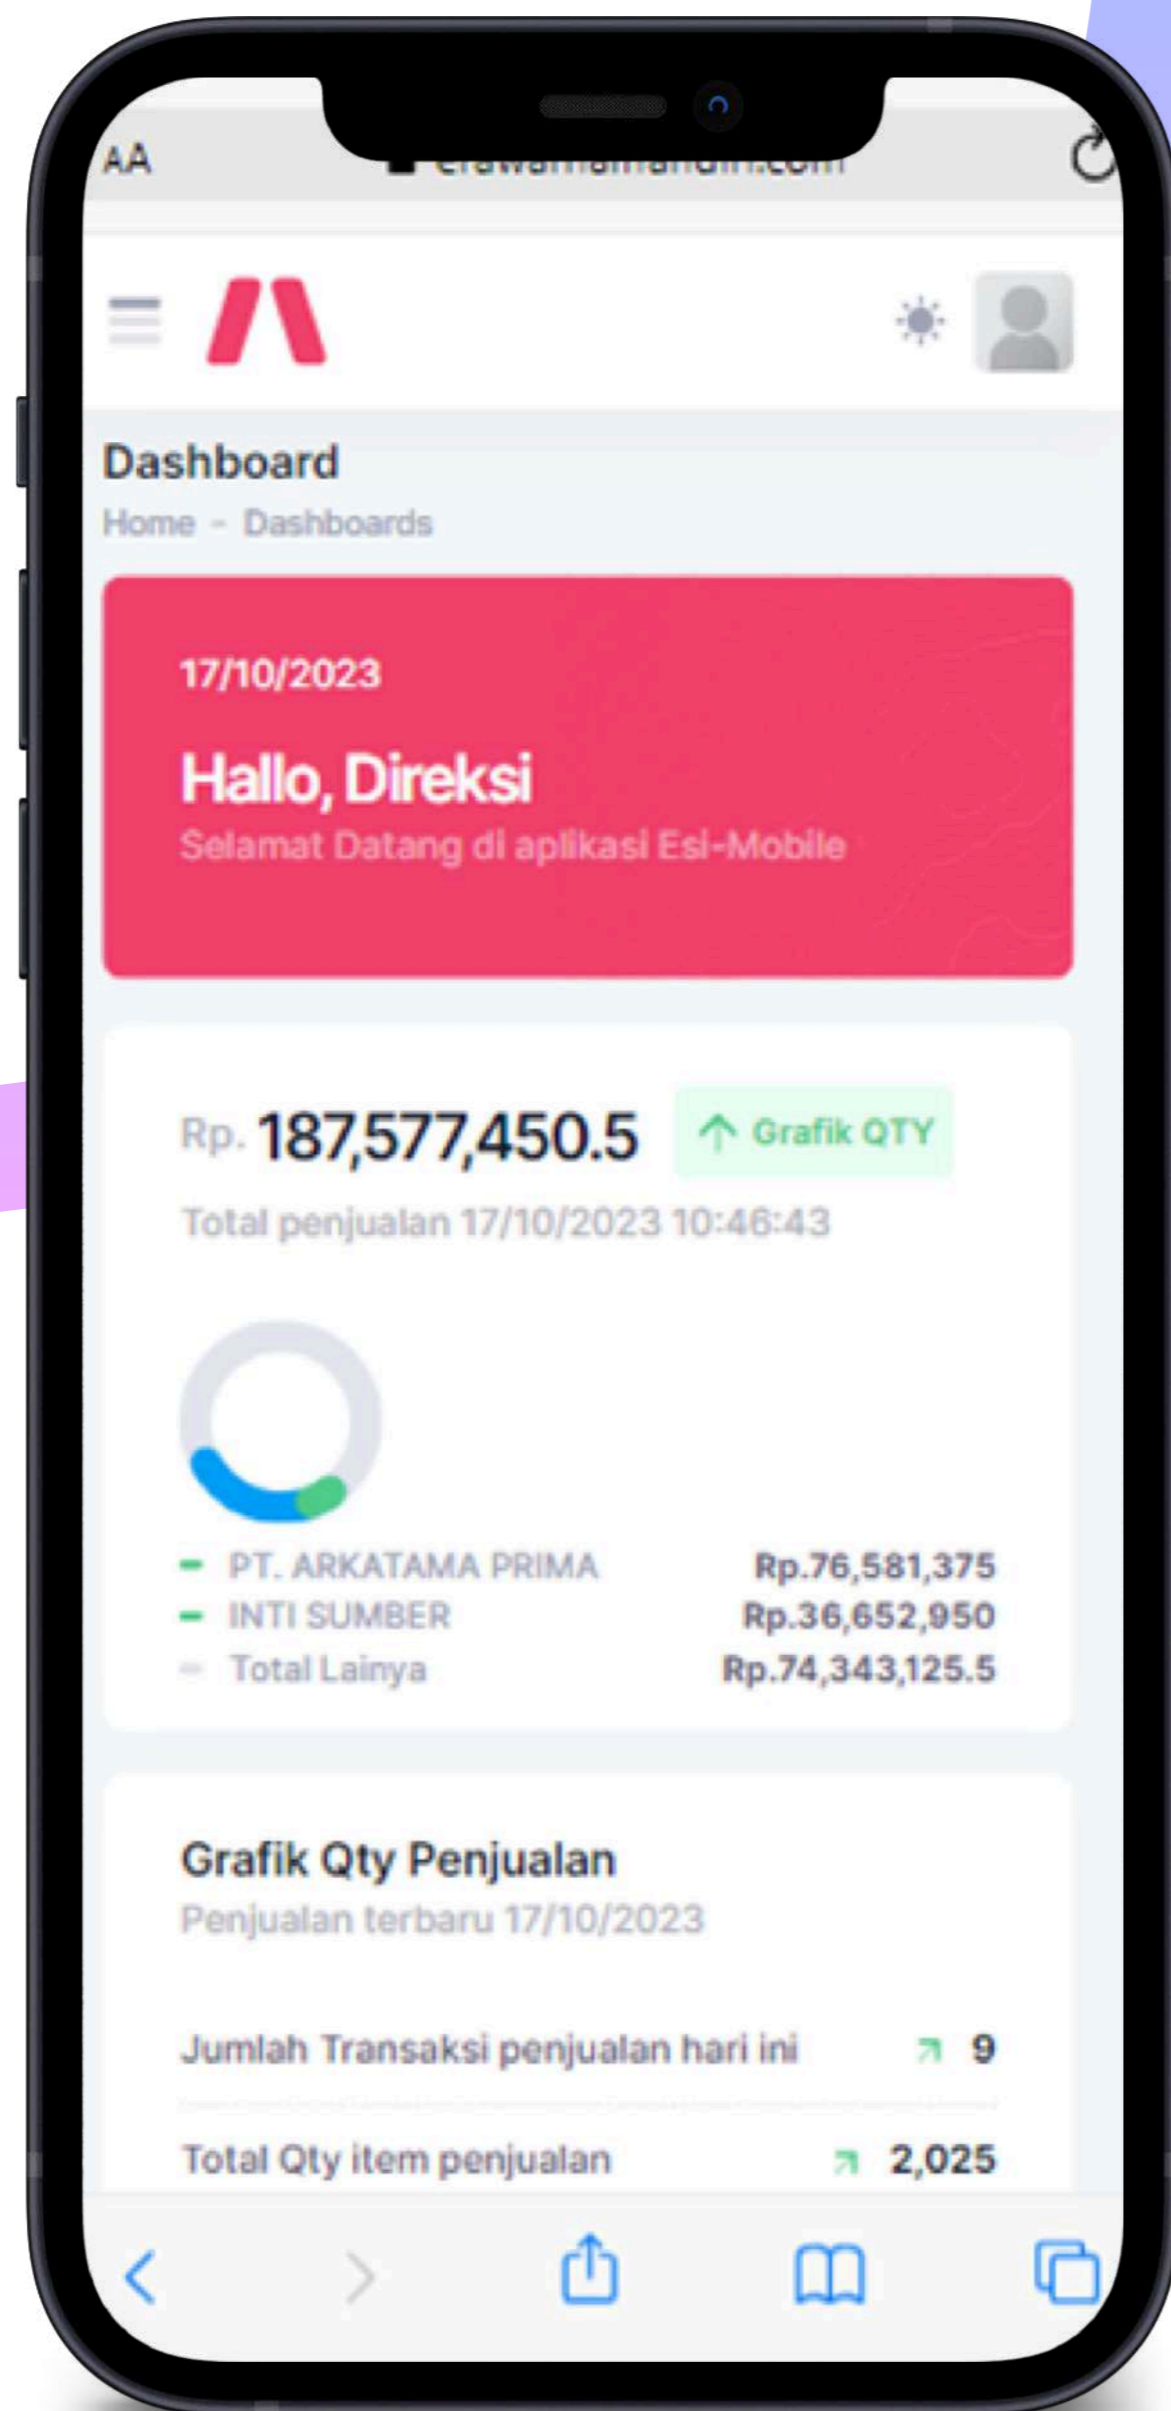 AA
Dashboard
Home - Dashboards
17/10/2023
Hallo, Direksi
Selamat Datang di aplikasi Esi-Mobile
Rp. 187,577,450.5 Grafik QTY
Total penjualan 17/10/2023 10:46:43
PT. ARKATAMA PRIMA Rp.76,581,375
INTI SUMBER Rp.36,652,950
Total Lainya Rp.74,343,125.5
Grafik Qty Penjualan
Penjualan terbaru 17/10/2023
Jumlah Transaksi penjualan hari ini 9
Total Qty item penjualan 2,025